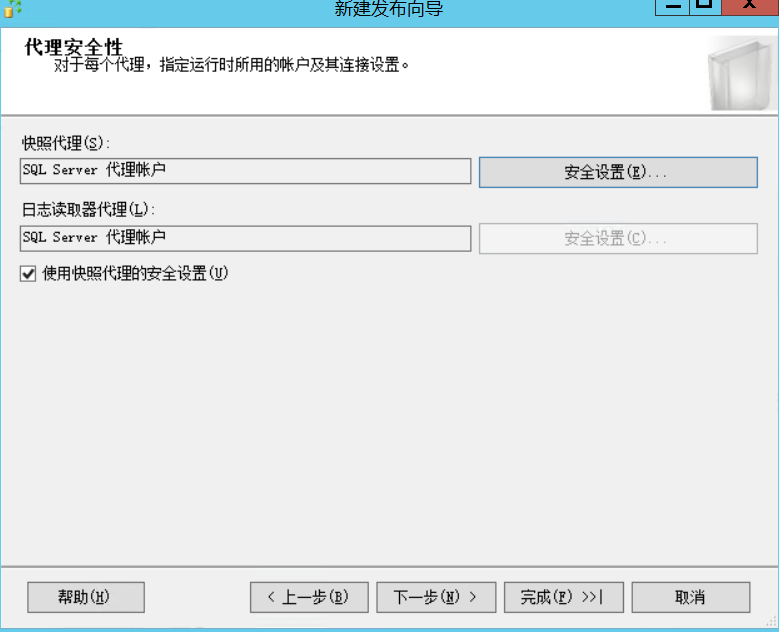 新建发布向导
代理安全性
对于每个代理，指定运行时所用的帐户及其连接设置。
快照代理(S):
SQL Server 代理帐户
安全设置(E)...
日志读取器代理(L):
SQL Server 代理帐户
安全设置(C)...
使用快照代理的安全设置(U)
帮助(H)
< 上一步(B)
下一步(N) >
完成(F) >>|
取消